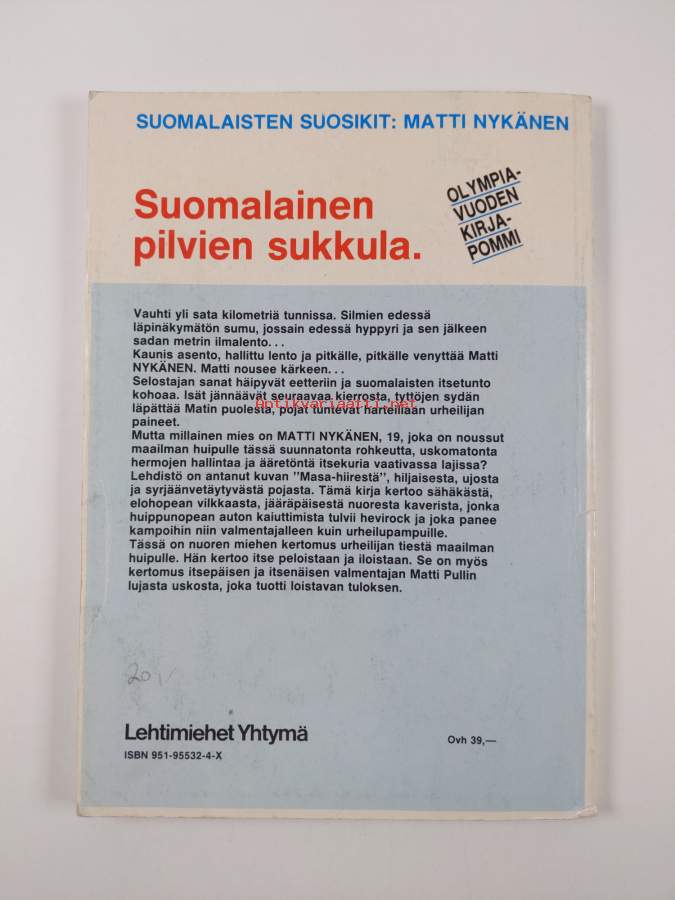 SUOMALAISTEN SUOSIKIT: MATTI NYKÄNEN
Suomalainen
pilvien sukkula.
OLYMPIA-
VUODEN
KIRJA-
POMMI
Vauhti yli sata kilometriä tunnissa. Silmien edessä
läpinäkymätön sumu, jossain edessä hyppyri ja sen jälkeen
sadan metrin ilmalento...
Kaunis asento, hallittu lento ja pitkälle, pitkälle venyttää Matti
NYKÄNEN. Matti nousee kärkeen...
Selostajan sanat häipyvät eetteriin ja suomalaisten itsetunto
kohoaa. Isät jännäävät seuraavaa kierrosta, tyttöjen sydän
läpättää Matin puolesta, pojat tuntevat harteillaan urheilijan
paineet.
Antikvariaatti.net
Mutta millainen mies on MATTI NYKÄNEN, 19, joka on noussut
maailman huipulle tässä suunnatonta rohkeutta, uskomatonta
hermojen hallintaa ja ääretöntä itsekuria vaativassa lajissa?
Lehdistö on antanut kuvan "Masa-hiirestä", hiljaisesta, ujosta
ja syrjäänvetäytyvästä pojasta. Tämä kirja kertoo sähäkästä,
elohopean vilkkaasta, jääräpäisestä nuoresta kaverista, jonka
huippunopean auton kaiuttimista tulvii hevirock ja joka panee
kampoihin niin valmentajalleen kuin urheilupampuille.
Tässä on nuoren miehen kertomus urheilijan tiestä maailman
huipulle. Hän kertoo itse peloistaan ja iloistaan. Se on myös
kertomus itsepäisen ja itsenäisen valmentajan Matti Pullin
lujasta uskosta, joka tuotti loistavan tuloksen.
20,
Lehtimiehet Yhtymä
ISBN 951-95532-4-X
Ovh 39,—